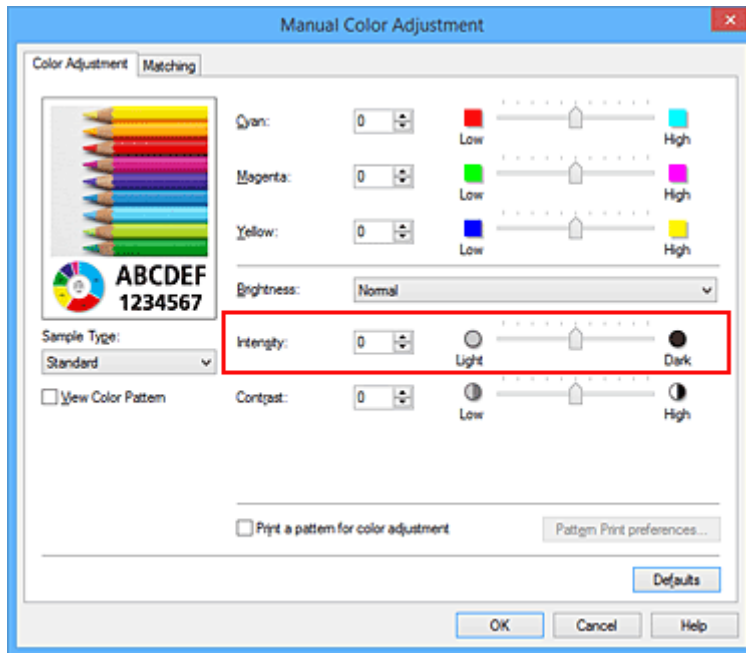 Manual Color Adjustment
Color Adjustment Matching
ABCDEF
1234567
Sample Type:
Standard
View Color Pattern
Cyan: 0 Low High
Magenta: 0 Low High
Yellow: 0 Low High
Brightness: Normal
Intensity: 0 Light Dark
Contrast: 0 Low High
Print a pattern for color adjustment Pattern Print preferences...
Defaults
OK Cancel Help